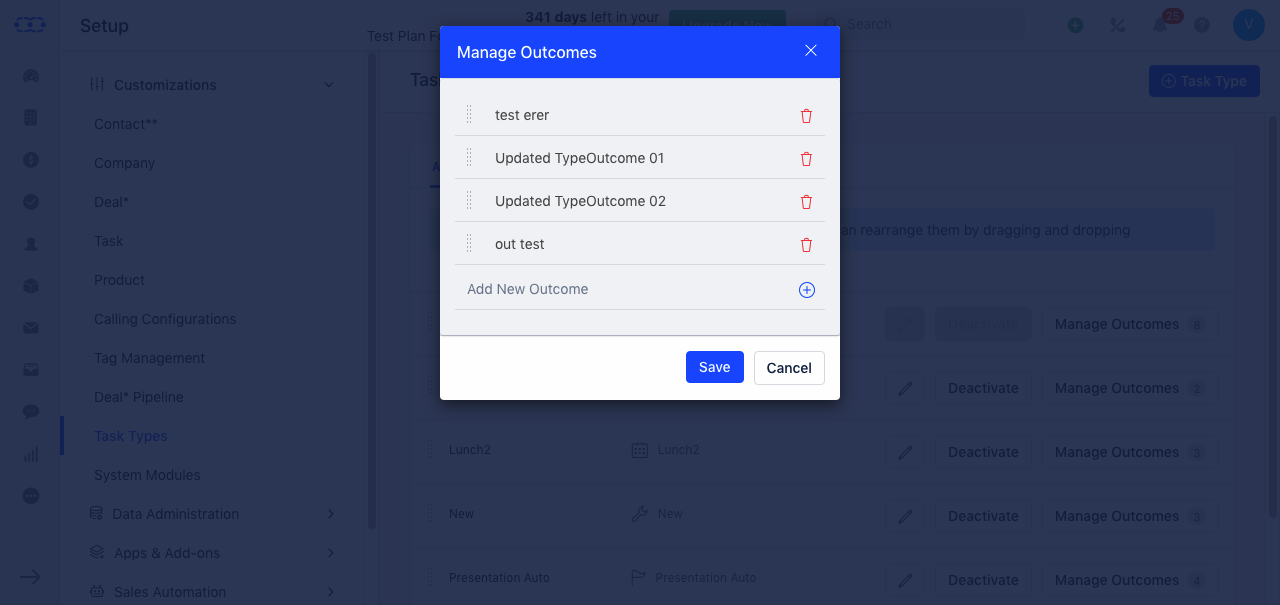 Setup
341 days left in your
Test Plan F
Upgrade Now
Search
25
V
Customizations
Contact**
Company
Deal*
Task
Product
Calling Configurations
Tag Management
Deal* Pipeline
Task Types
System Modules
Data Administration
Apps & Add-ons
Sales Automation
Tas
Task Type
Manage Outcomes
test erer
Updated TypeOutcome 01
Updated TypeOutcome 02
out test
Add New Outcome
Save
Cancel
an rearrange them by dragging and dropping
Deactivate Manage Outcomes 6
Deactivate Manage Outcomes 2
Lunch2 Lunch2 Deactivate Manage Outcomes 3
New New Deactivate Manage Outcomes 3
Presentation Auto Presentation Auto Deactivate Manage Outcomes 4